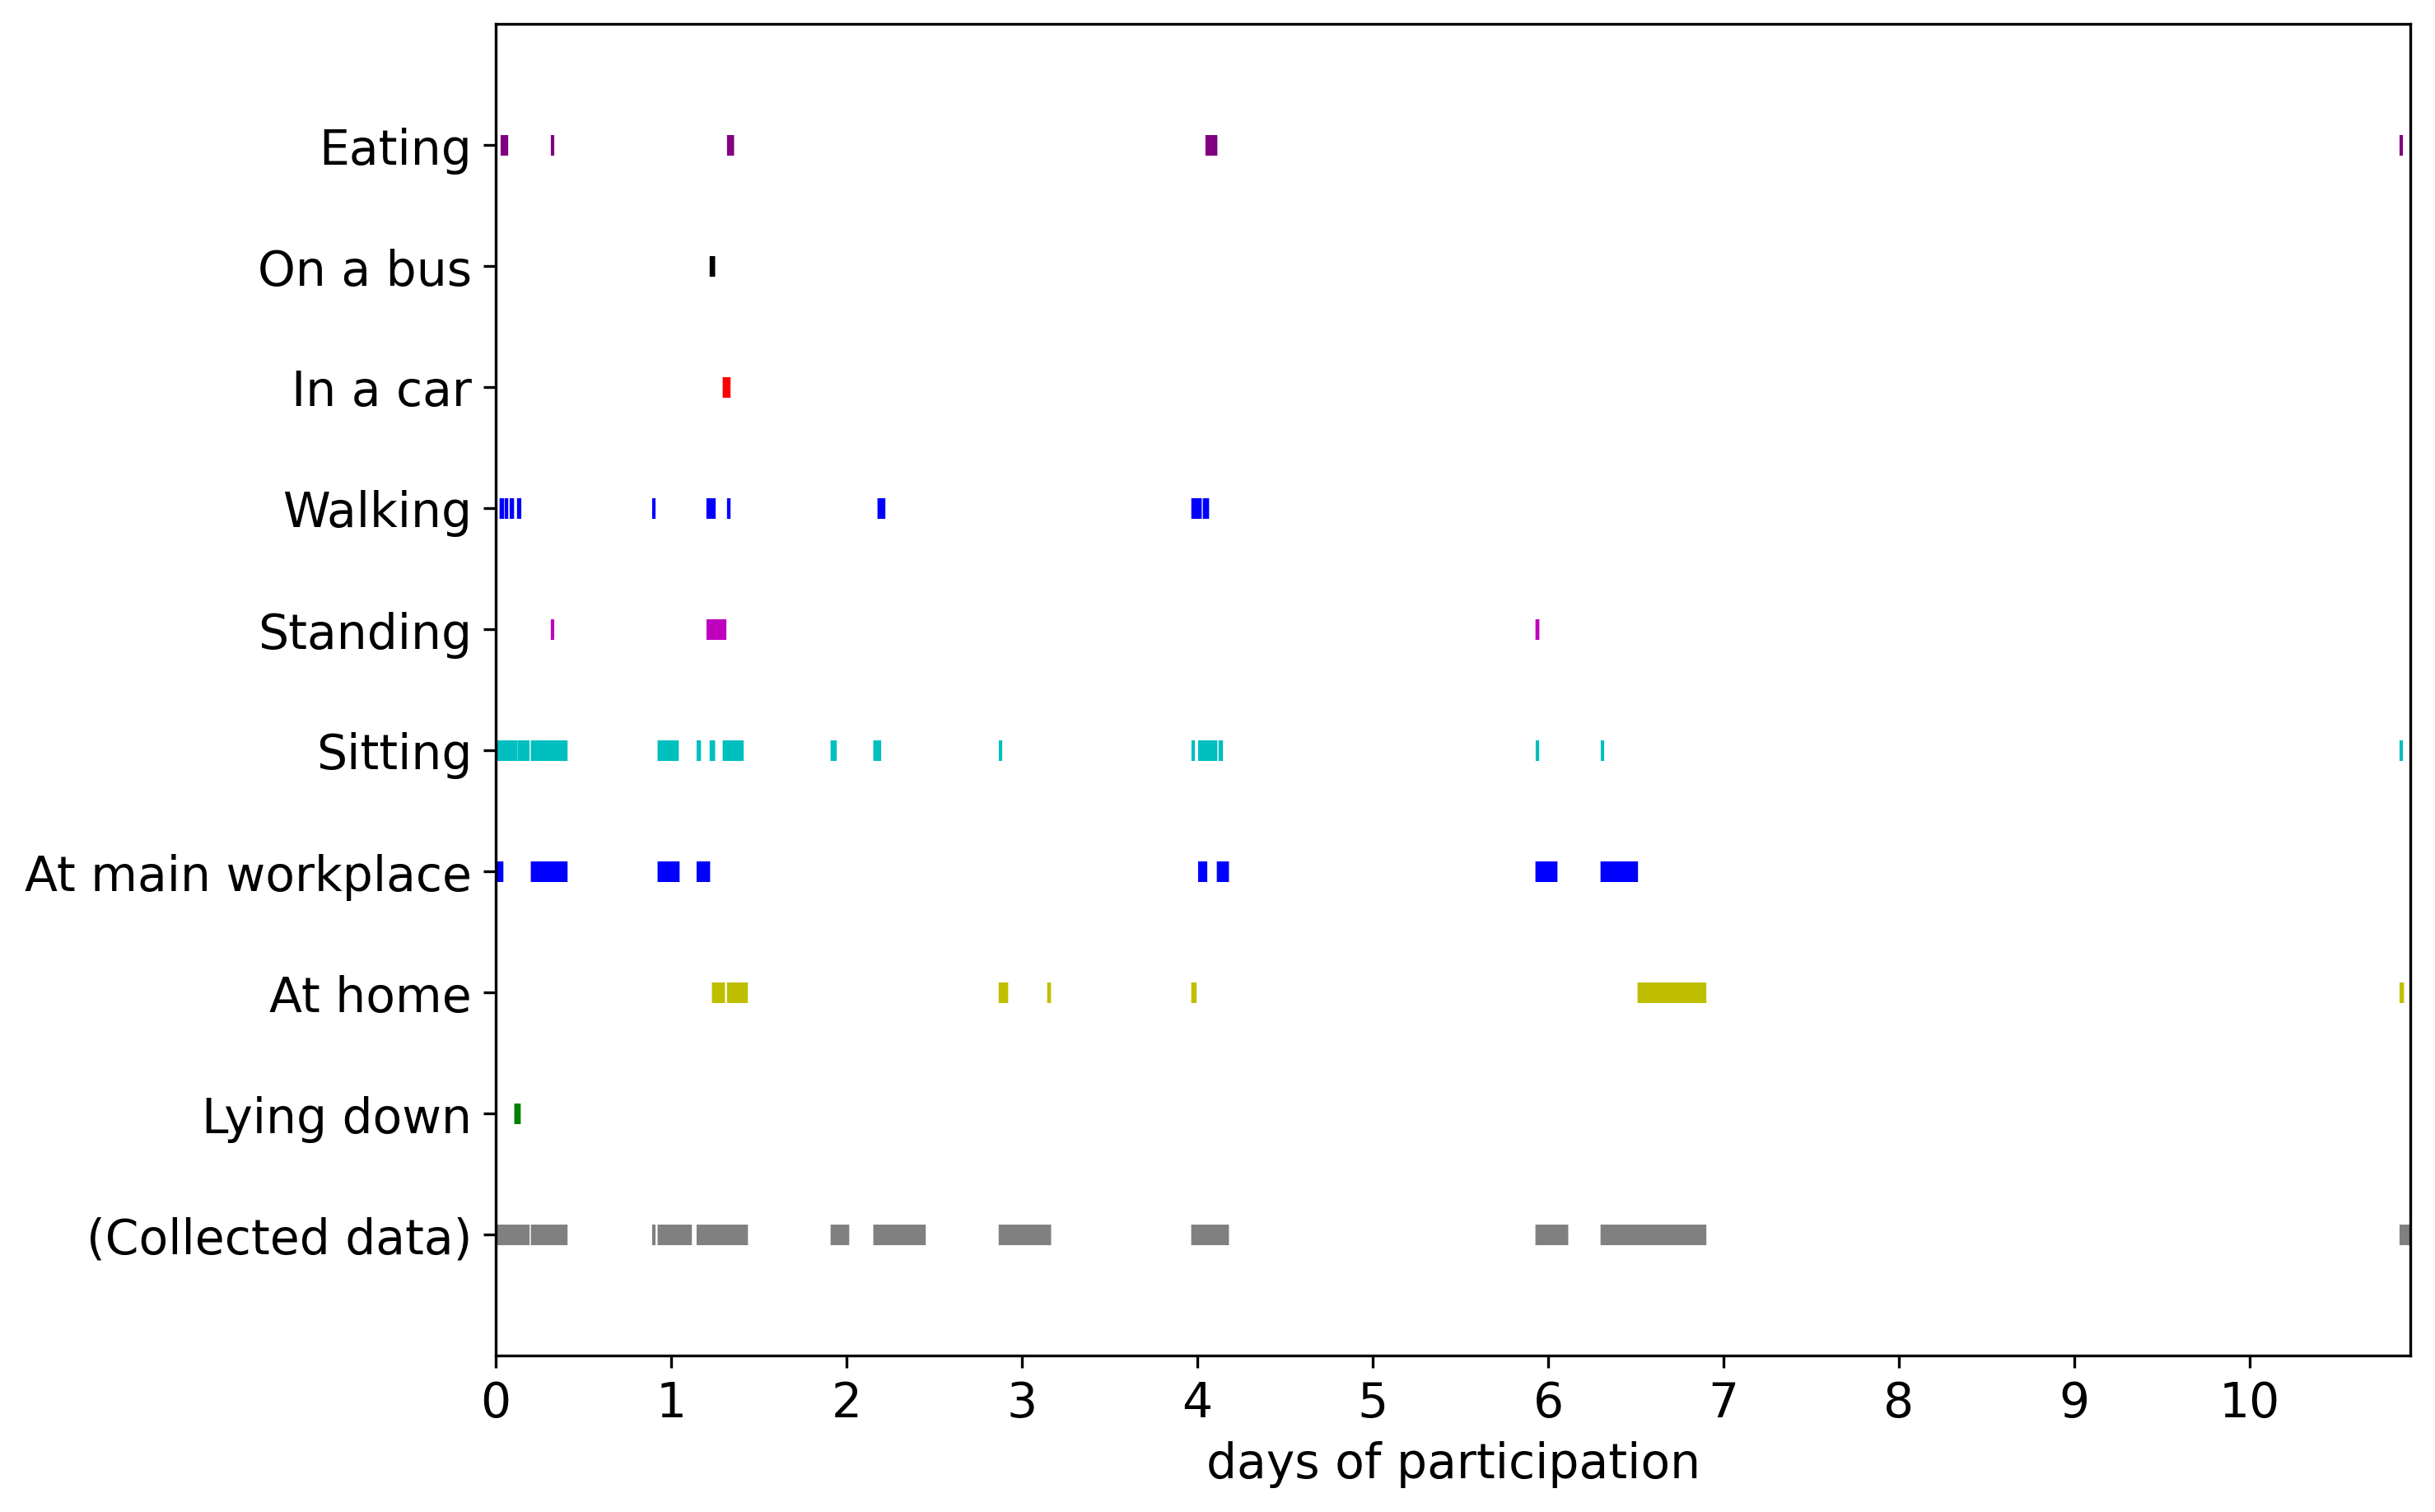 Eating
On a bus
In a car
Walking
Standing
Sitting
At main workplace
At home
Lying down
(Collected data)
0 1 2 3 4 5 6 7 8 9 10
days of participation